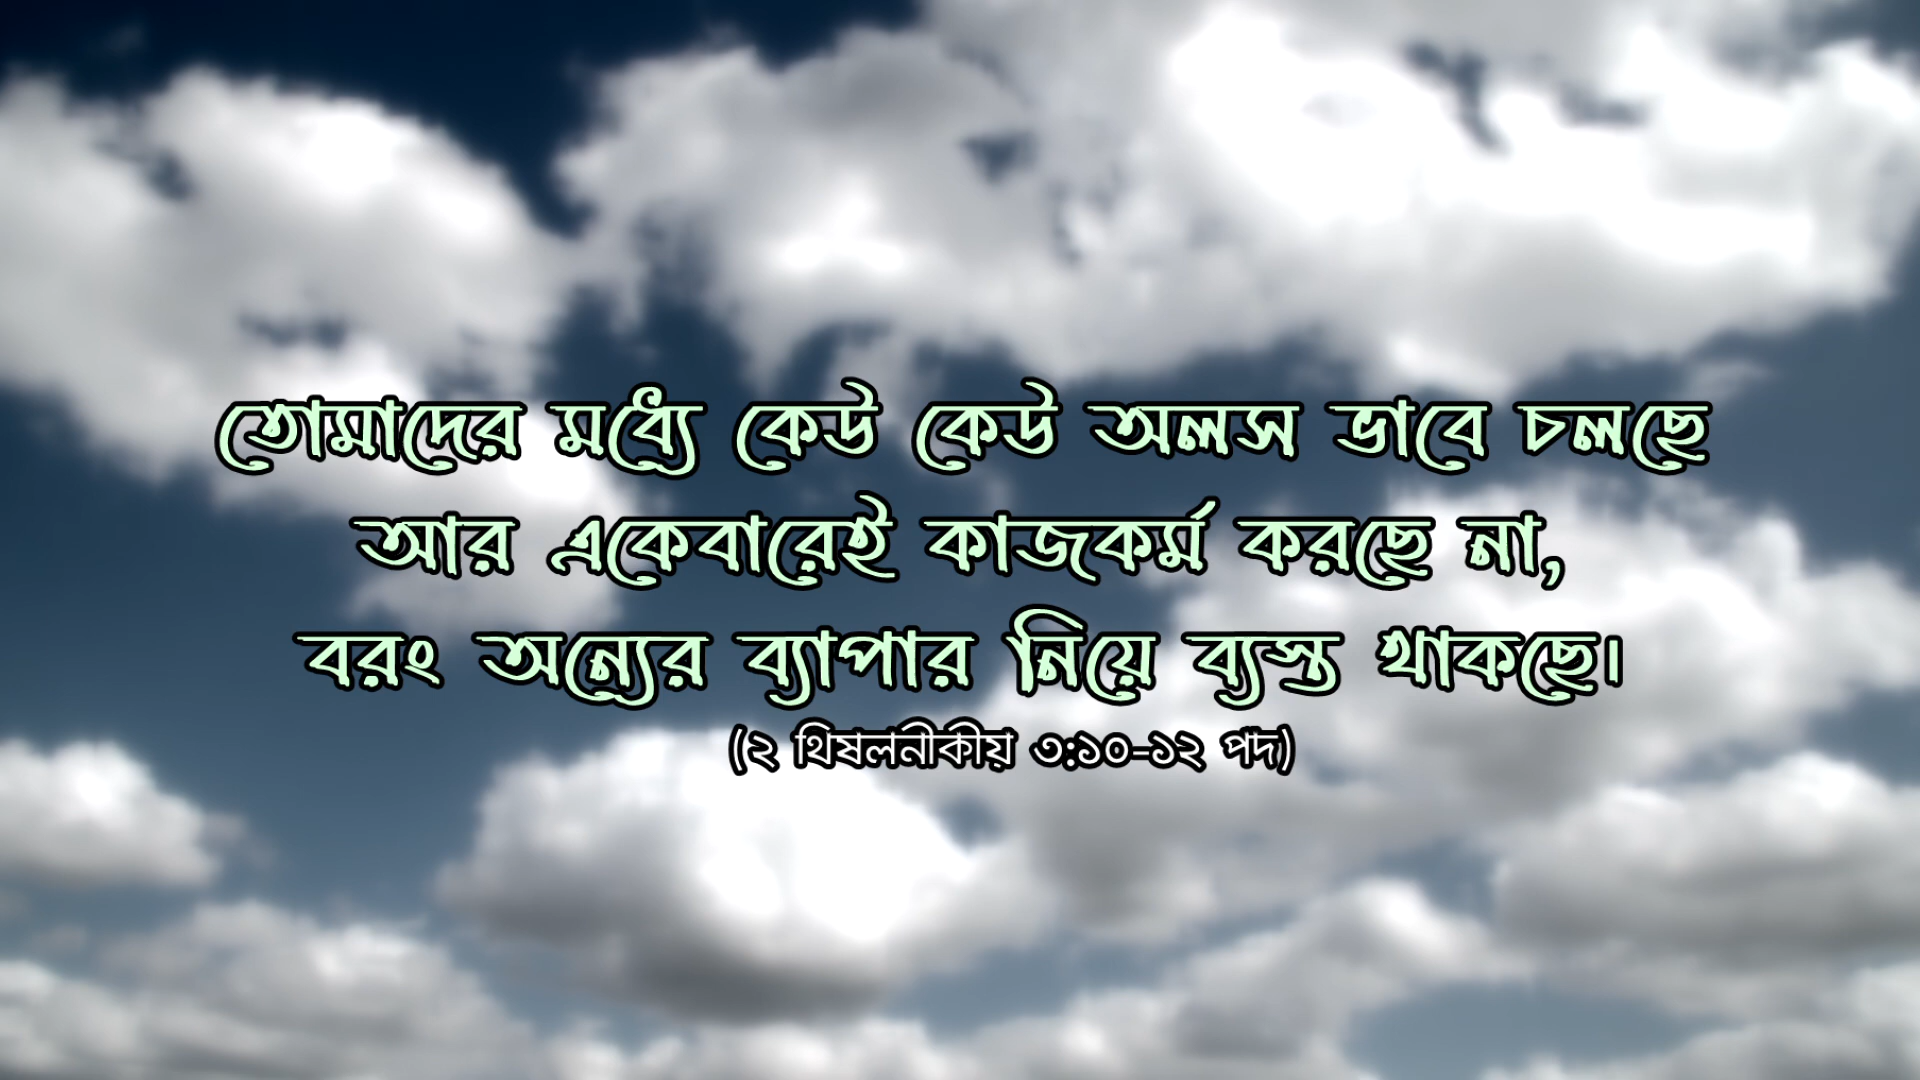 তোমাদের মধ্যে কেউ কেউ অলস ভাবে চলছে
আর একেবারেই কাজকর্ম করছে না,
বরং অন্যের ব্যাপার নিয়ে ব্যস্ত থাকছে।
(২ থিষলনীকীয় ৩:১০-১২ পদ)